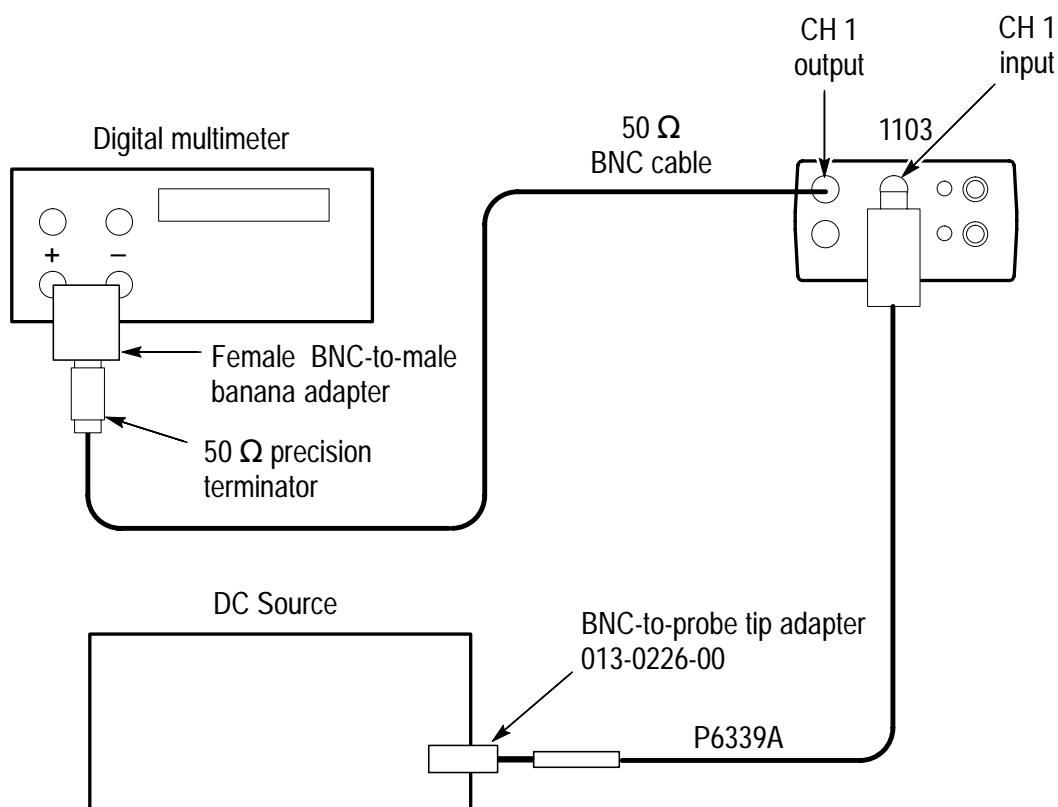 CH 1
output
CH 1
input
50 Ω
BNC cable
1103
Digital multimeter
+ −
Female BNC-to-male
banana adapter
50 Ω precision
terminator
DC Source
BNC-to-probe tip adapter
013-0226-00
P6339A